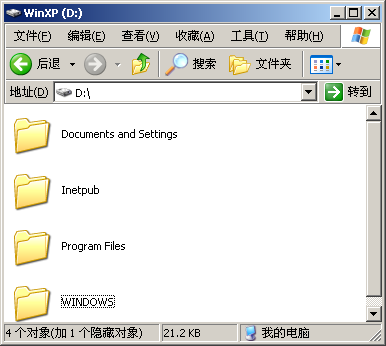 WinXP (D:)
文件(F) 编辑(E) 查看(V) 收藏(A) 工具(T) 帮助(H)
后退 搜索 文件夹
地址(D) D:\ 转到
Documents and Settings
Inetpub
Program Files
WINDOWS
4 个对象(加 1 个隐藏对象) 21.2 KB 我的电脑